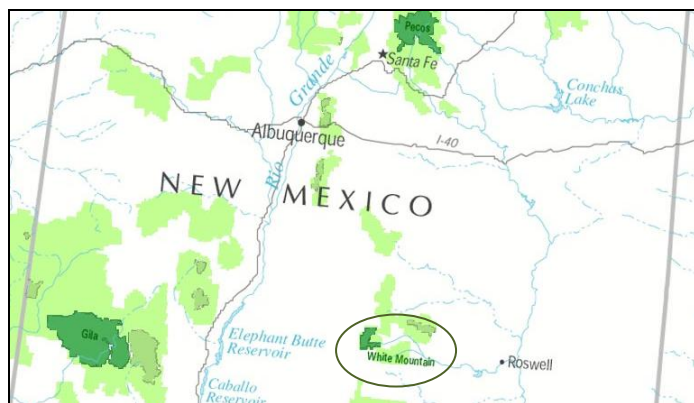 Pecos
Santa Fe
Rio Grande
Conchas
Lake
Albuquerque
I-40
NEW MEXICO
Gila
Elephant Butte
Reservoir
White Mountain
Roswell
Caballo
Reservoir